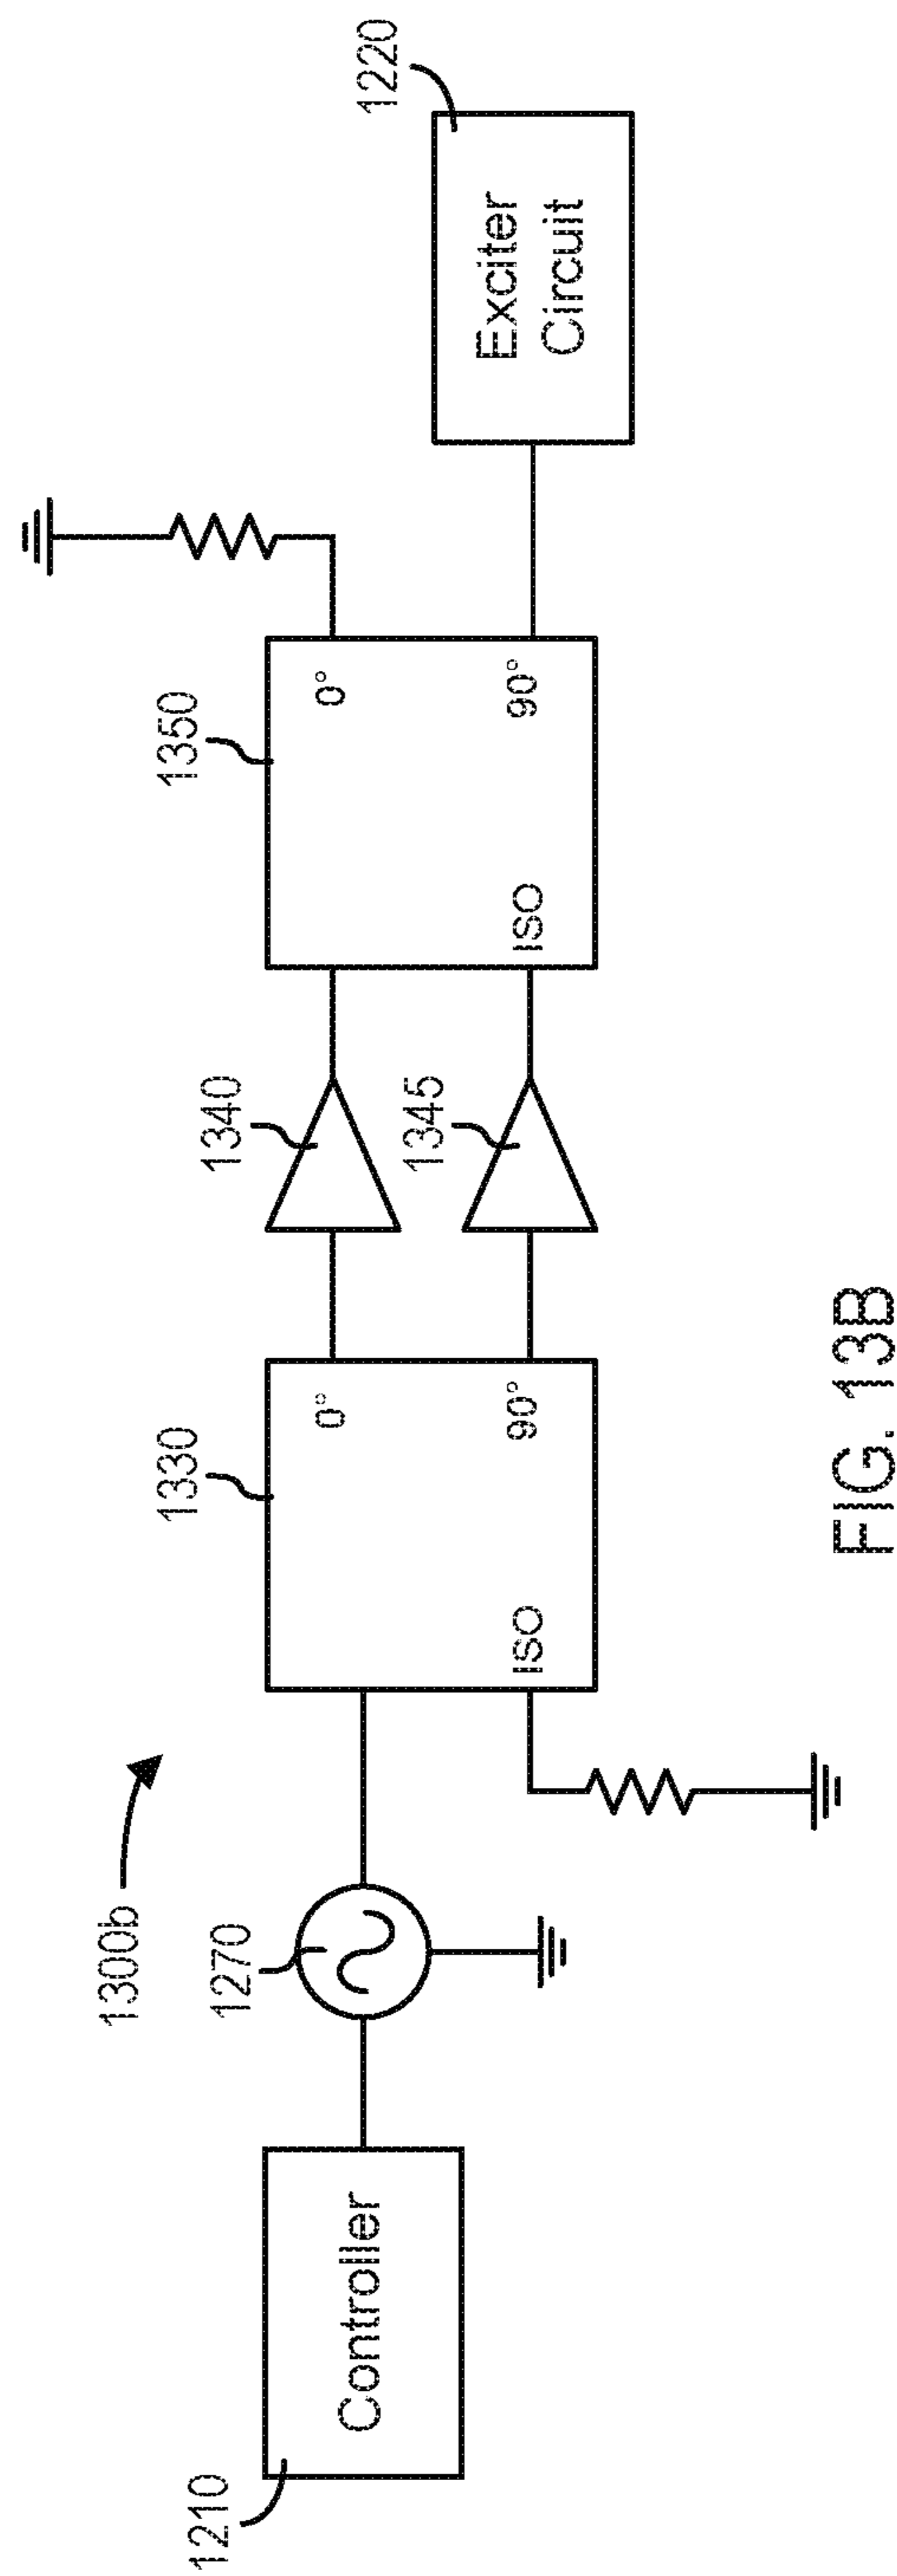 1300b
1210
Controller
1270
1330
0°
90°
ISO
1340
1345
1350
0°
90°
ISO
1220
Exciter
Circuit
FIG. 13B